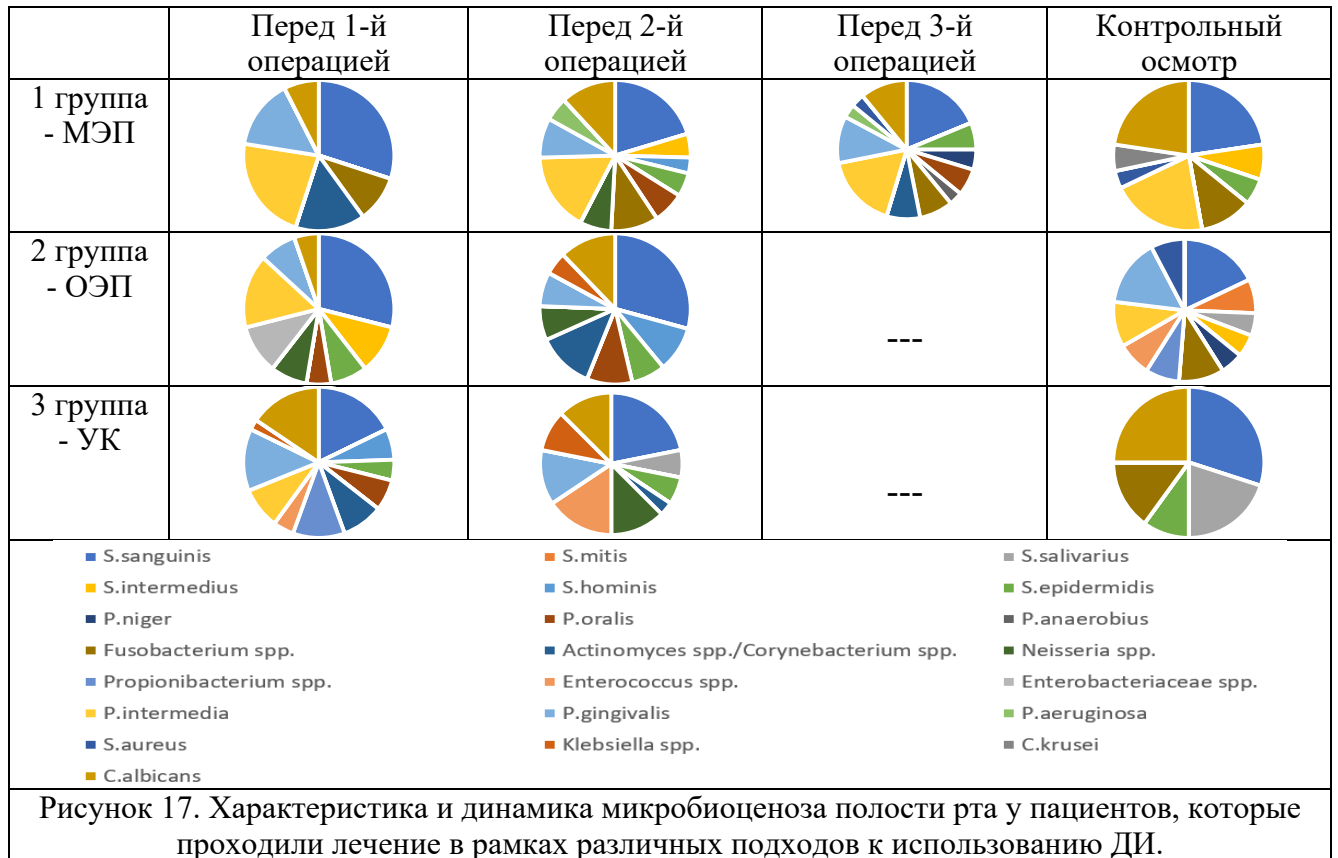 Перед 1-й
операцией
Перед 2-й
операцией
Перед 3-й
операцией
Контрольный
осмотр
1 группа
- МЭП
2 группа
- ОЭП
---
3 группа
- УК
---
S.sanguinis
S.mitis
S.salivarius
S.intermedius
S.hominis
S.epidermidis
P.niger
P.oralis
P.anaerobius
Fusobacterium spp.
Actinomyces spp./Corynebacterium spp.
Neisseria spp.
Propionibacterium spp.
Enterococcus spp.
Enterobacteriaceae spp.
P.intermedia
P.gingivalis
P.aeruginosa
S.aureus
Klebsiella spp.
C.krusei
C.albicans
Рисунок 17. Характеристика и динамика микробиоценоза полости рта у пациентов, которые
проходили лечение в рамках различных подходов к использованию ДИ.